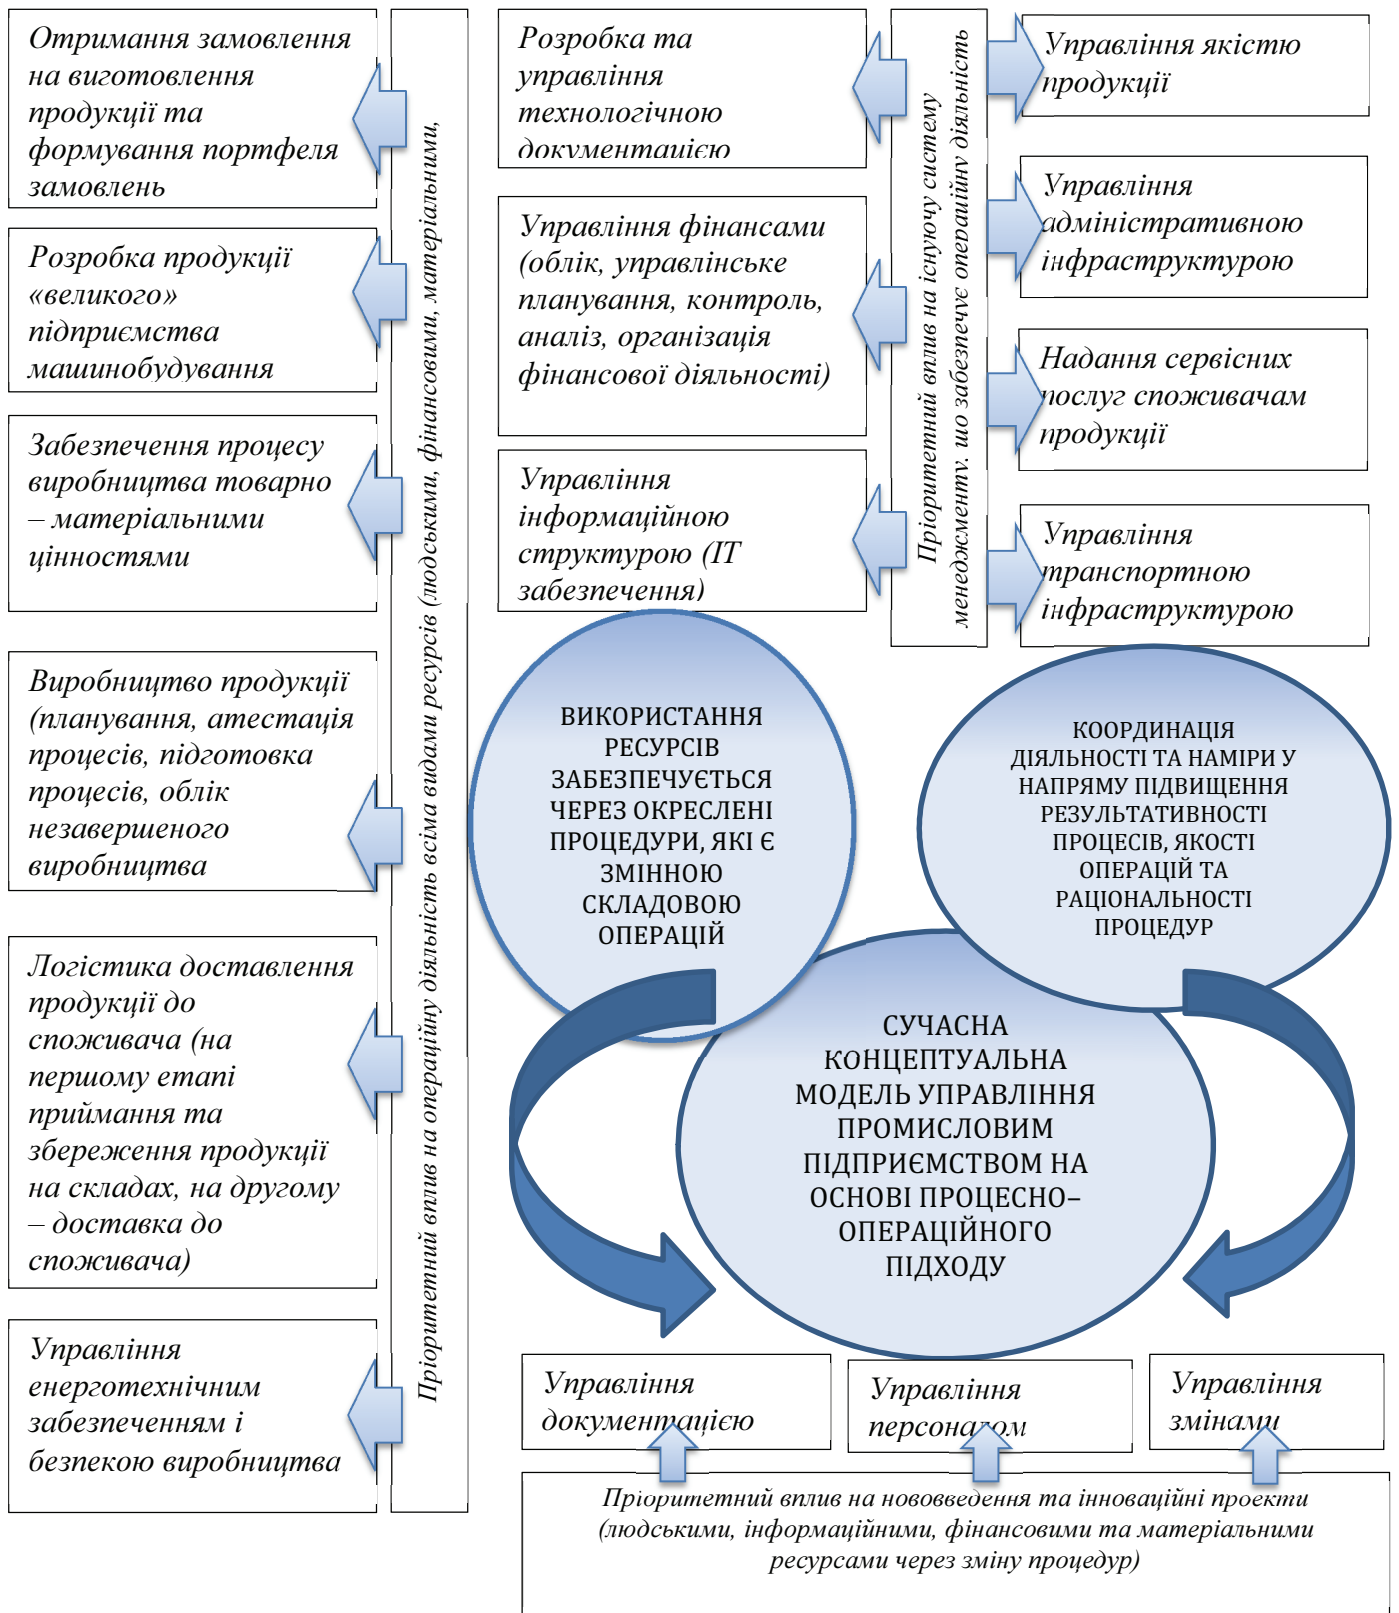 Отримання замовлення
на виготовлення
продукції та
формування портфеля
замовлень
Розробка продукції
«великого»
підприємства
машинобудування
Забезпечення процесу
виробництва товарно
– матеріальними
цінностями
Виробництво продукції
(планування, атестація
процесів, підготовка
процесів, облік
незавершеного
виробництва
Логістика доставлення
продукції до
споживача (на
першому етапі
приймання та
збереження продукції
на складах, на другому
– доставка до
споживача)
Управління
енерготехнічним
забезпеченням і
безпекою виробництва
Пріоритетний вплив на операційну діяльність всіма видами ресурсів (людськими, фінансовими, матеріальними,
Розробка та
управління
технологічною
документацією
Управління фінансами
(облік, управлінське
планування, контроль,
аналіз, організація
фінансової діяльності)
Управління
інформаційною
структурою (ІТ
забезпечення)
Пріоритетний вплив на існуючу систему
менеджменту, що забезпечує операційну діяльність
Управління якістю
продукції
Управління
адміністративною
інфраструктурою
Надання сервісних
послуг споживачам
продукції
Управління
транспортною
інфраструктурою
ВИКОРИСТАННЯ
РЕСУРСІВ
ЗАБЕЗПЕЧУЄТЬСЯ
ЧЕРЕЗ ОКРЕСЛЕНІ
ПРОЦЕДУРИ, ЯКІ Є
ЗМІННОЮ
СКЛАДОВОЮ
ОПЕРАЦІЙ
КООРДИНАЦІЯ
ДІЯЛЬНОСТІ ТА НАМІРИ У
НАПРЯМУ ПІДВИЩЕННЯ
РЕЗУЛЬТАТИВНОСТІ
ПРОЦЕСІВ, ЯКОСТІ
ОПЕРАЦІЙ ТА
РАЦІОНАЛЬНОСТІ
ПРОЦЕДУР
СУЧАСНА
КОНЦЕПТУАЛЬНА
МОДЕЛЬ УПРАВЛІННЯ
ПРОМИСЛОВИМ
ПІДПРИЄМСТВОМ НА
ОСНОВІ ПРОЦЕСНО–
ОПЕРАЦІЙНОГО
ПІДХОДУ
Управління
документацією
Управління
персоналом
Управління
змінами
Пріоритетний вплив на нововведення та інноваційні проекти
(людськими, інформаційними, фінансовими та матеріальними
ресурсами через зміну процедур)